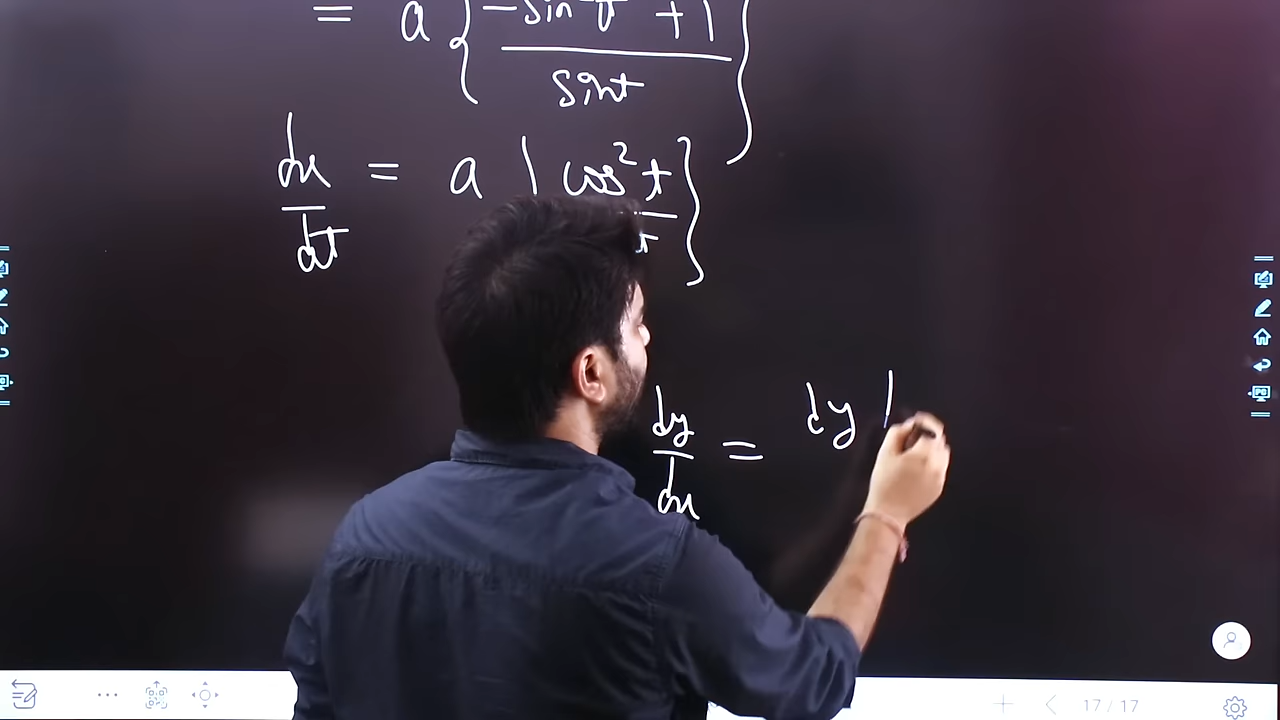 = a { -sin²t + 1 / sint }
dx/dt = a { cos²t / t }
dy/dx = dy /
17 / 17